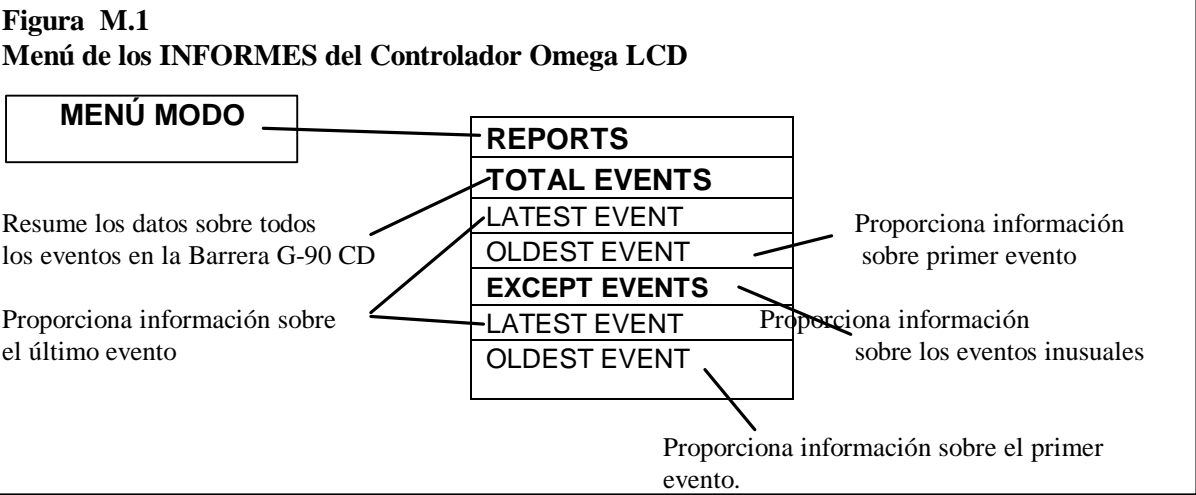 Figura M.1
Menú de los INFORMES del Controlador Omega LCD
MENÚ MODO
REPORTS
TOTAL EVENTS
LATEST EVENT
OLDEST EVENT
EXCEPT EVENTS
LATEST EVENT
OLDEST EVENT
Resume los datos sobre todos
los eventos en la Barrera G-90 CD
Proporciona información sobre
el último evento
Proporciona información
sobre primer evento
Proporciona información
sobre los eventos inusuales
Proporciona información sobre el primer
evento.